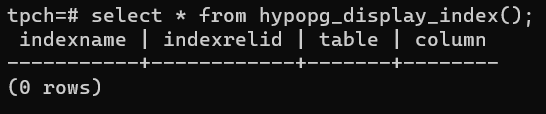 tpch=# select * from hypopg_display_index();
 indexname | indexrelid | table | column
-----------+------------+-------+--------
(0 rows)